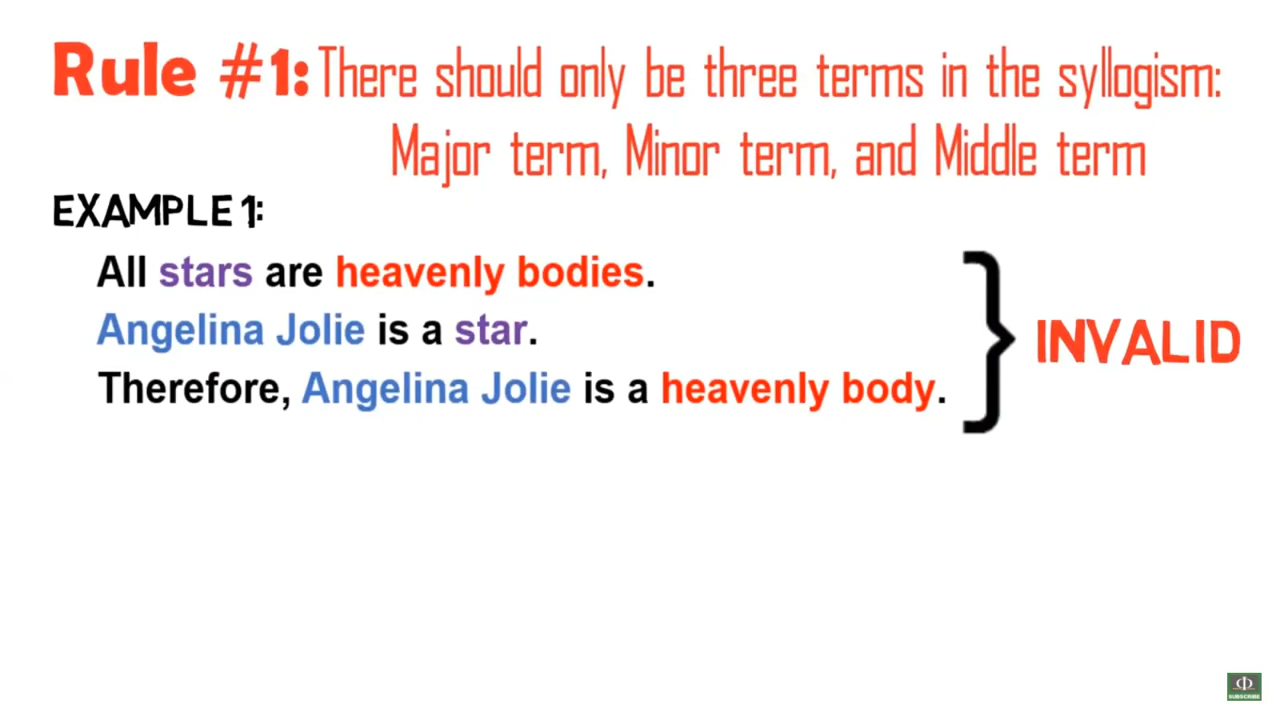 Rule #1: There should only be three terms in the syllogism:
Major term, Minor term, and Middle term
EXAMPLE 1:
All stars are heavenly bodies.
Angelina Jolie is a star.
Therefore, Angelina Jolie is a heavenly body.
INVALID
Φ
SUBSCRIBE